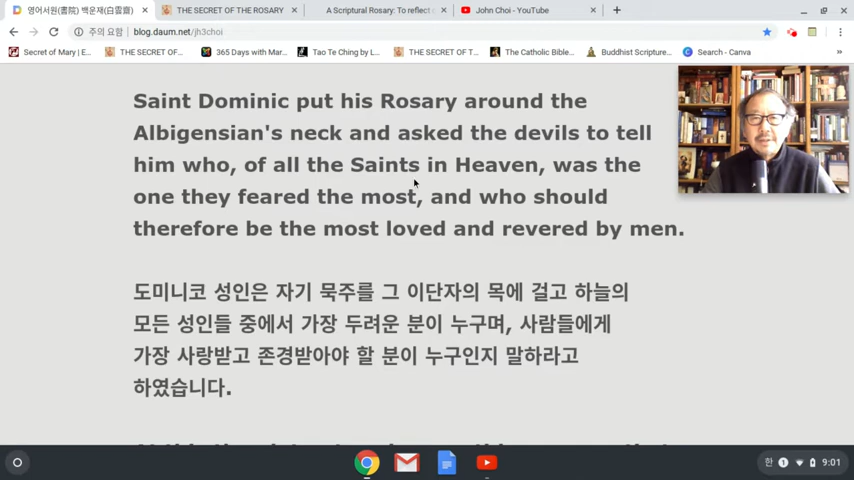 영어서원(書院) 백운재(白雲齋)
THE SECRET OF THE ROSARY
A Scriptural Rosary: To reflect
John Choi - YouTube
주의 요함
blog.daum.net/jh3choi
Secret of Mary | E...
THE SECRET OF...
365 Days with Mar...
Tao Te Ching by L...
THE SECRET OF T...
The Catholic Bible...
Buddhist Scripture...
Search - Canva
Saint Dominic put his Rosary around the
Albigensian's neck and asked the devils to tell
him who, of all the Saints in Heaven, was the
one they feared the most, and who should
therefore be the most loved and revered by men.
도미니코 성인은 자기 묵주를 그 이단자의 목에 걸고 하늘의
모든 성인들 중에서 가장 두려운 분이 누구며, 사람들에게
가장 사랑받고 존경받아야 할 분이 누구인지 말하라고
하였습니다.
한
1
9:01